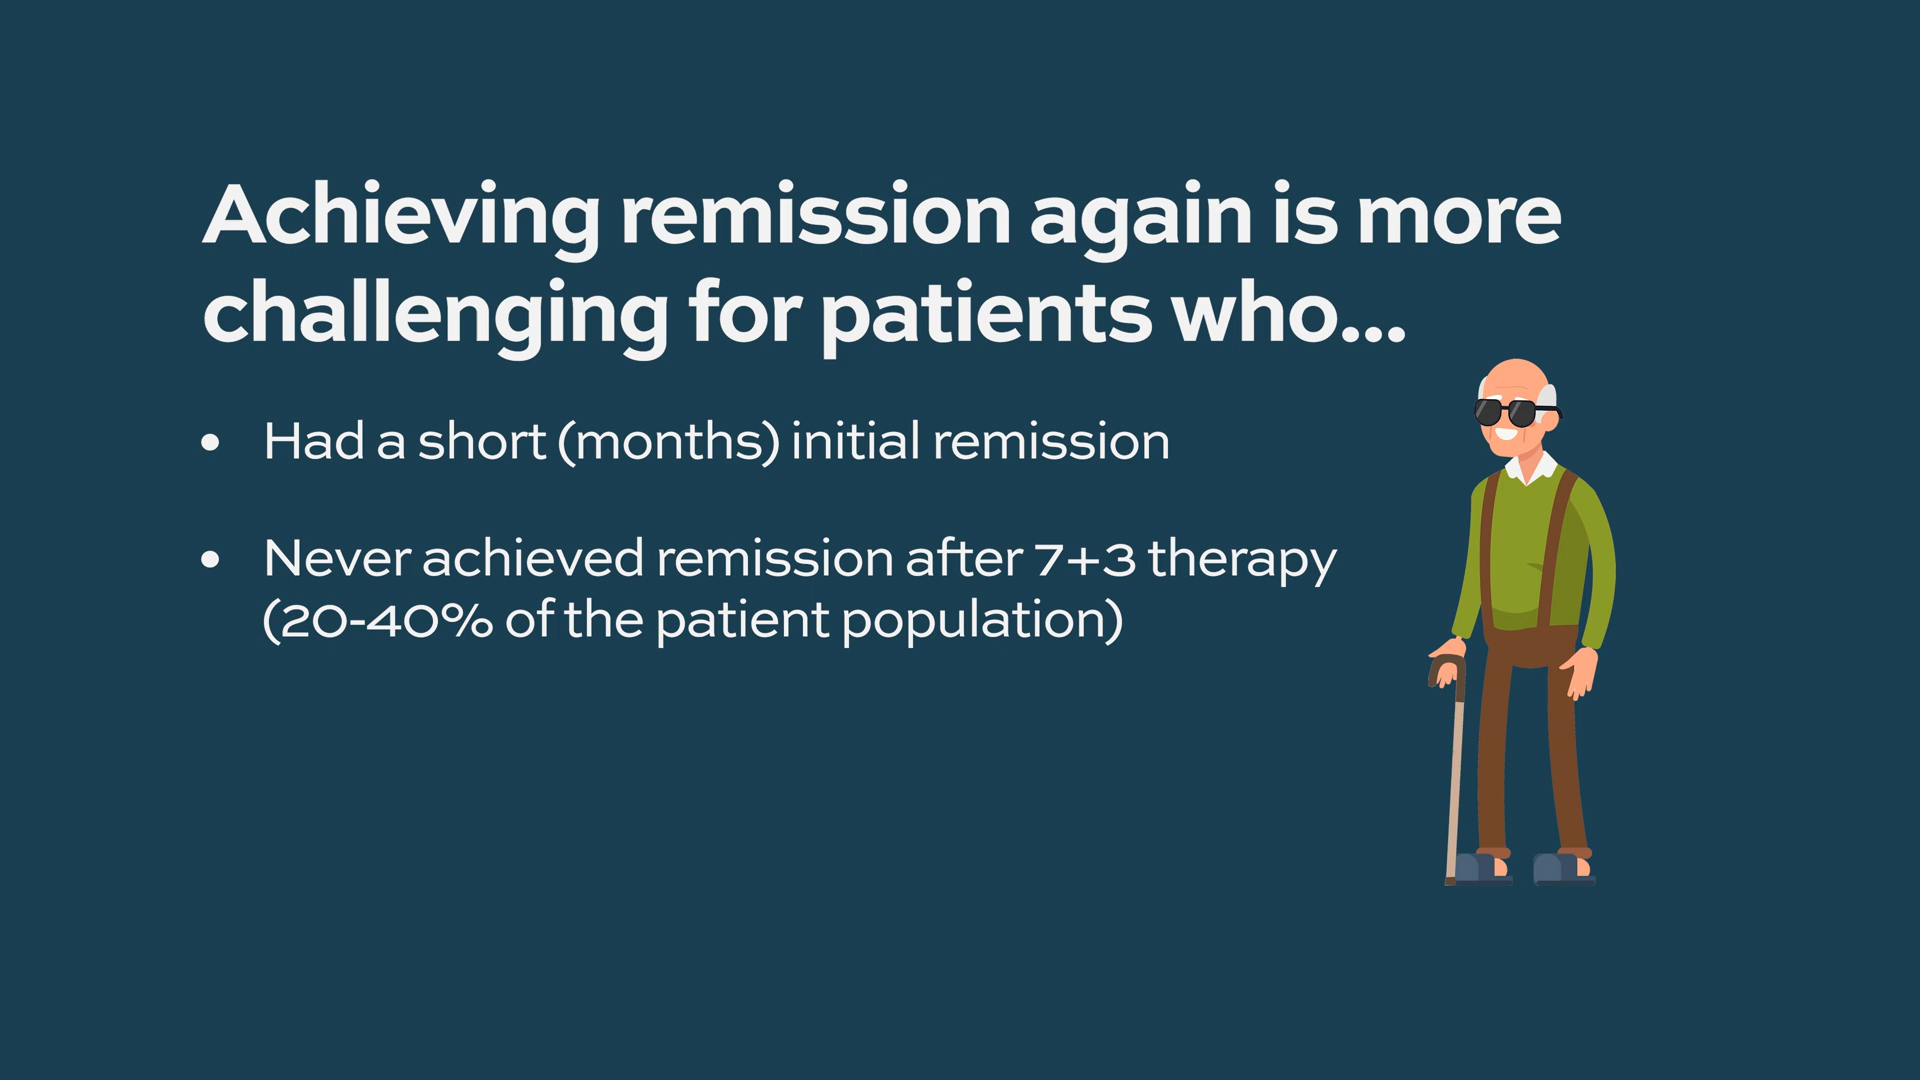 Achieving remission again is more
challenging for patients who...
• Had a short (months) initial remission
• Never achieved remission after 7+3 therapy
(20-40% of the patient population)